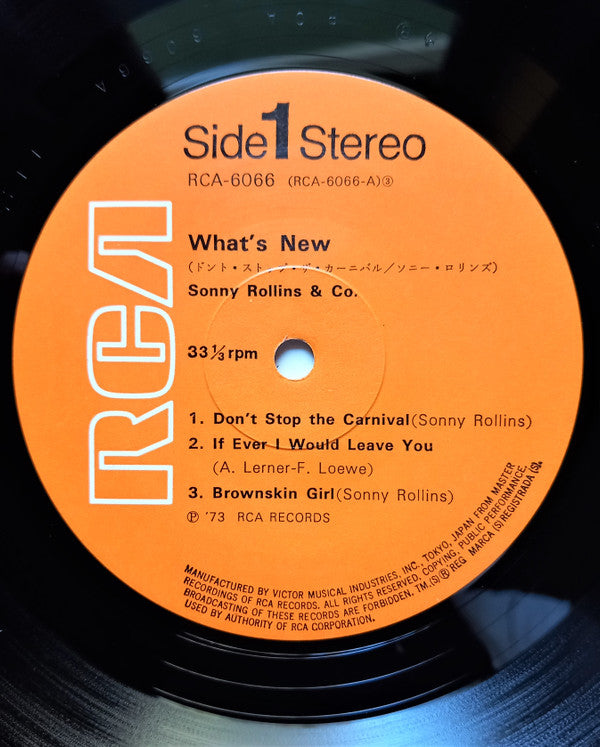 Side 1 Stereo
RCA-6066 (RCA-6066-A)③
RCA
What's New
(ドント・ストップ・ザ・カーニバル/ソニー・ロリンズ)
Sonny Rollins & Co.
33⅓ rpm
1. Don't Stop the Carnival (Sonny Rollins)
2. If Ever I Would Leave You
(A. Lerner-F. Loewe)
3. Brownskin Girl (Sonny Rollins)
℗ '73 RCA RECORDS
MANUFACTURED BY VICTOR MUSICAL INDUSTRIES, INC., TOKYO, JAPAN FROM MASTER
RECORDINGS OF RCA RECORDS. ALL RIGHTS RESERVED, COPYING, PUBLIC PERFORMANCE,
BROADCASTING OF THESE RECORDS ARE FORBIDDEN. TM.(S)® REG MARCA (S) REGISTRADA (S).
USED BY AUTHORITY OF RCA CORPORATION.